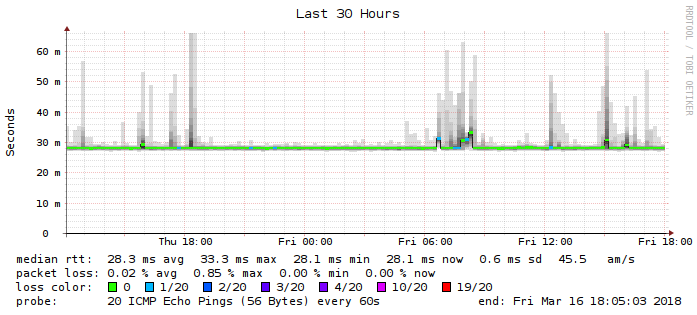 Last 30 Hours
RRDTOOL / TOBI OETIKER
Seconds
60 m
50 m
40 m
30 m
20 m
10 m
0
Thu 18:00 Fri 00:00 Fri 06:00 Fri 12:00 Fri 18:00
median rtt: 28.3 ms avg 33.3 ms max 28.1 ms min 28.1 ms now 0.6 ms sd 45.5 am/s
packet loss: 0.02 % avg 0.85 % max 0.00 % min 0.00 % now
loss color: 0 1/20 2/20 3/20 4/20 10/20 19/20
probe: 20 ICMP Echo Pings (56 Bytes) every 60s end: Fri Mar 16 18:05:03 2018